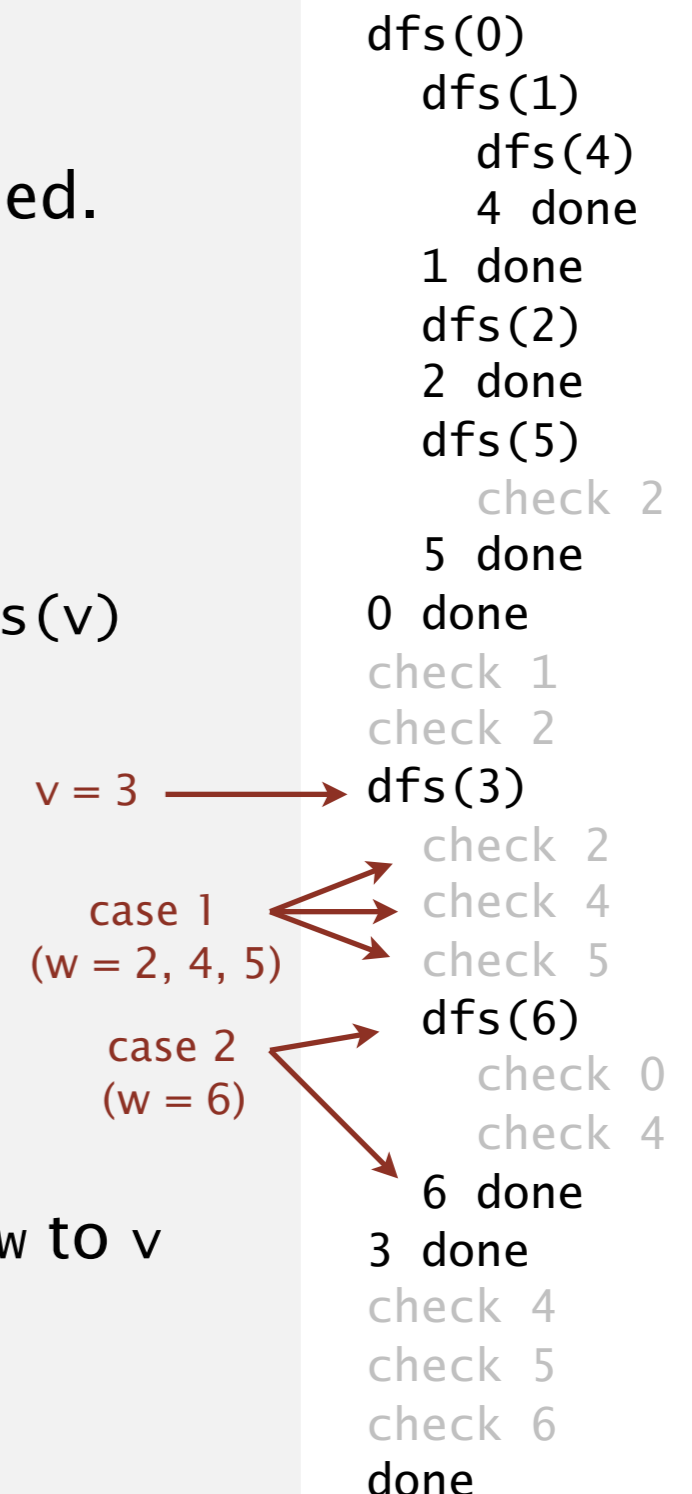 ed.
s(v)
v = 3
case 1
(w = 2, 4, 5)
case 2
(w = 6)
w to v
dfs(0)
dfs(1)
dfs(4)
4 done
1 done
dfs(2)
2 done
dfs(5)
check 2
5 done
0 done
check 1
check 2
dfs(3)
check 2
check 4
check 5
dfs(6)
check 0
check 4
6 done
3 done
check 4
check 5
check 6
done